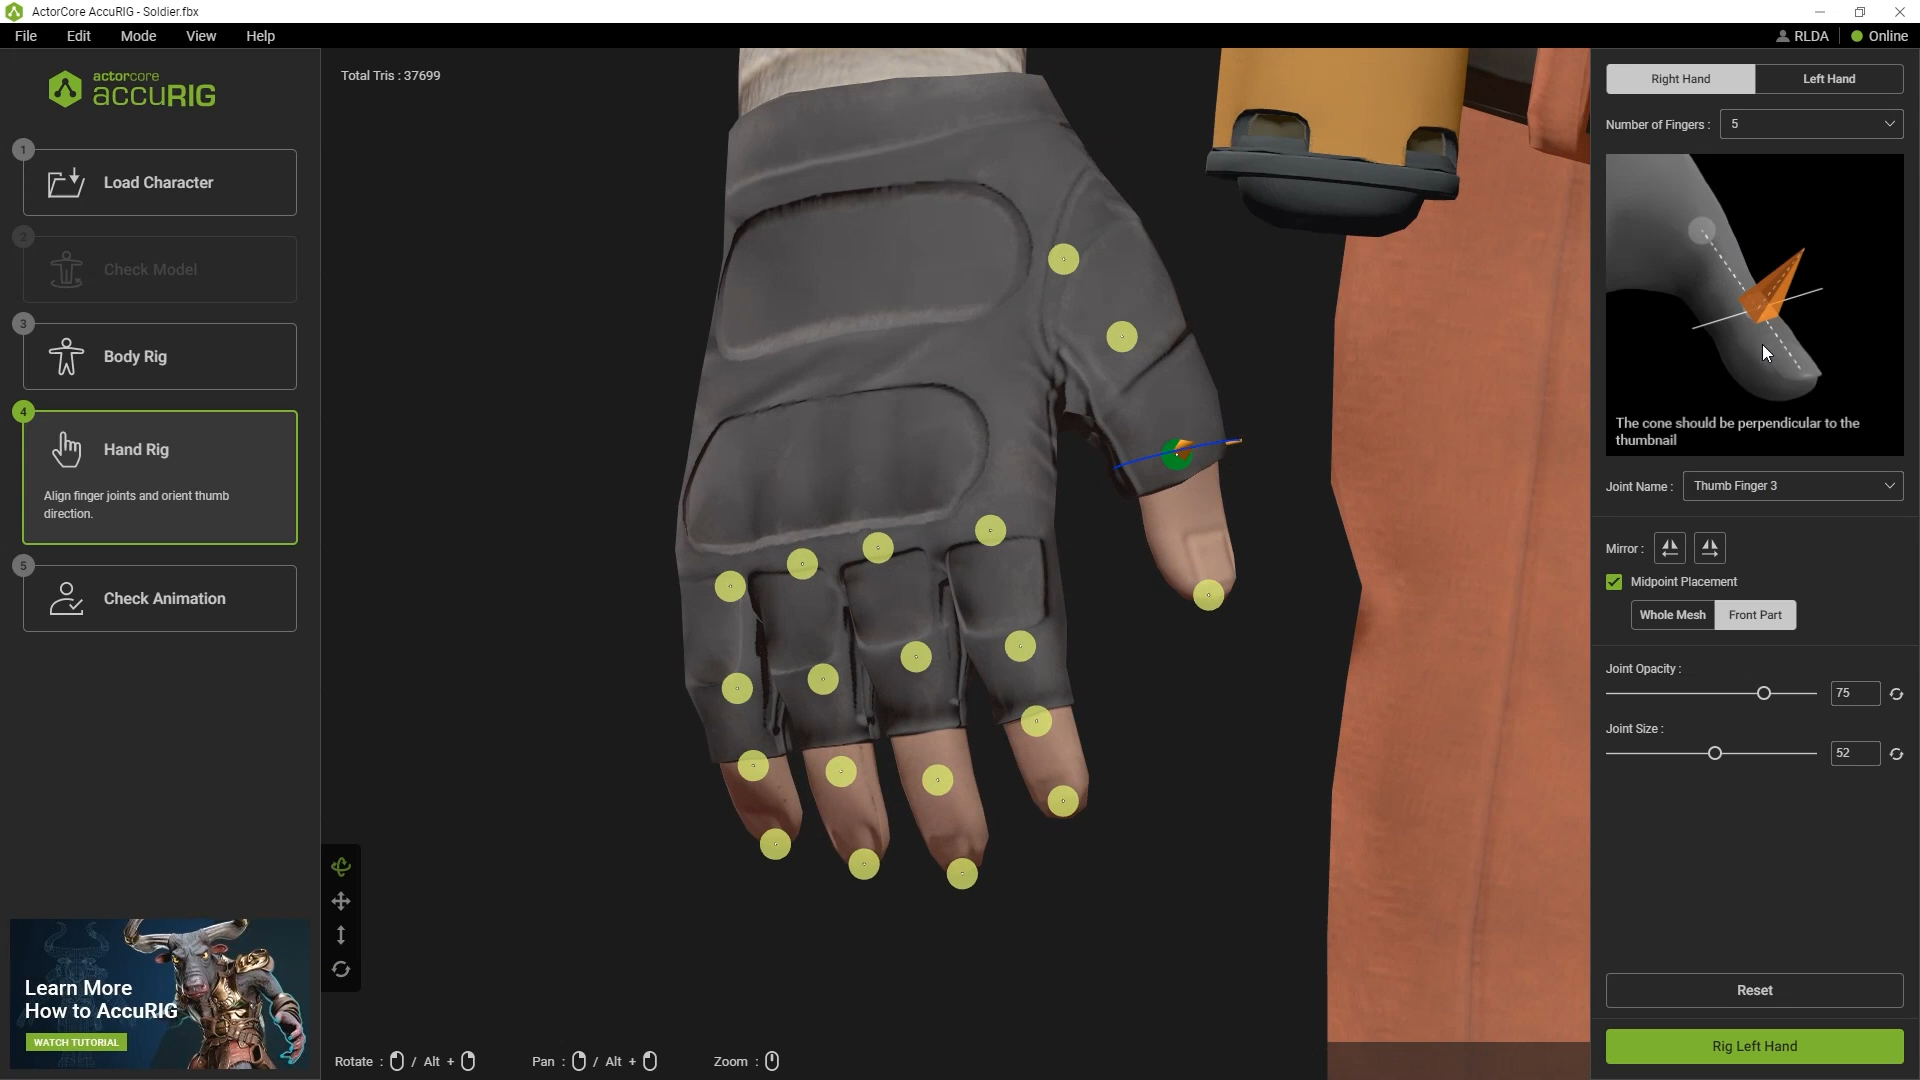 ActorCore AccuRIG - Soldier.fbx
File Edit Mode View Help
RLDA Online
actorcore
accuRIG
1
Load Character
2
Check Model
3
Body Rig
4
Hand Rig
Align finger joints and orient thumb
direction.
5
Check Animation
Learn More
How to AccuRIG
WATCH TUTORIAL
Total Tris : 37699
Rotate : / Alt + Pan : / Alt + Zoom :
Right Hand Left Hand
Number of Fingers : 5
The cone should be perpendicular to the
thumbnail
Joint Name : Thumb Finger 3
Mirror :
Midpoint Placement
Whole Mesh Front Part
Joint Opacity :
75
Joint Size :
52
Reset
Rig Left Hand